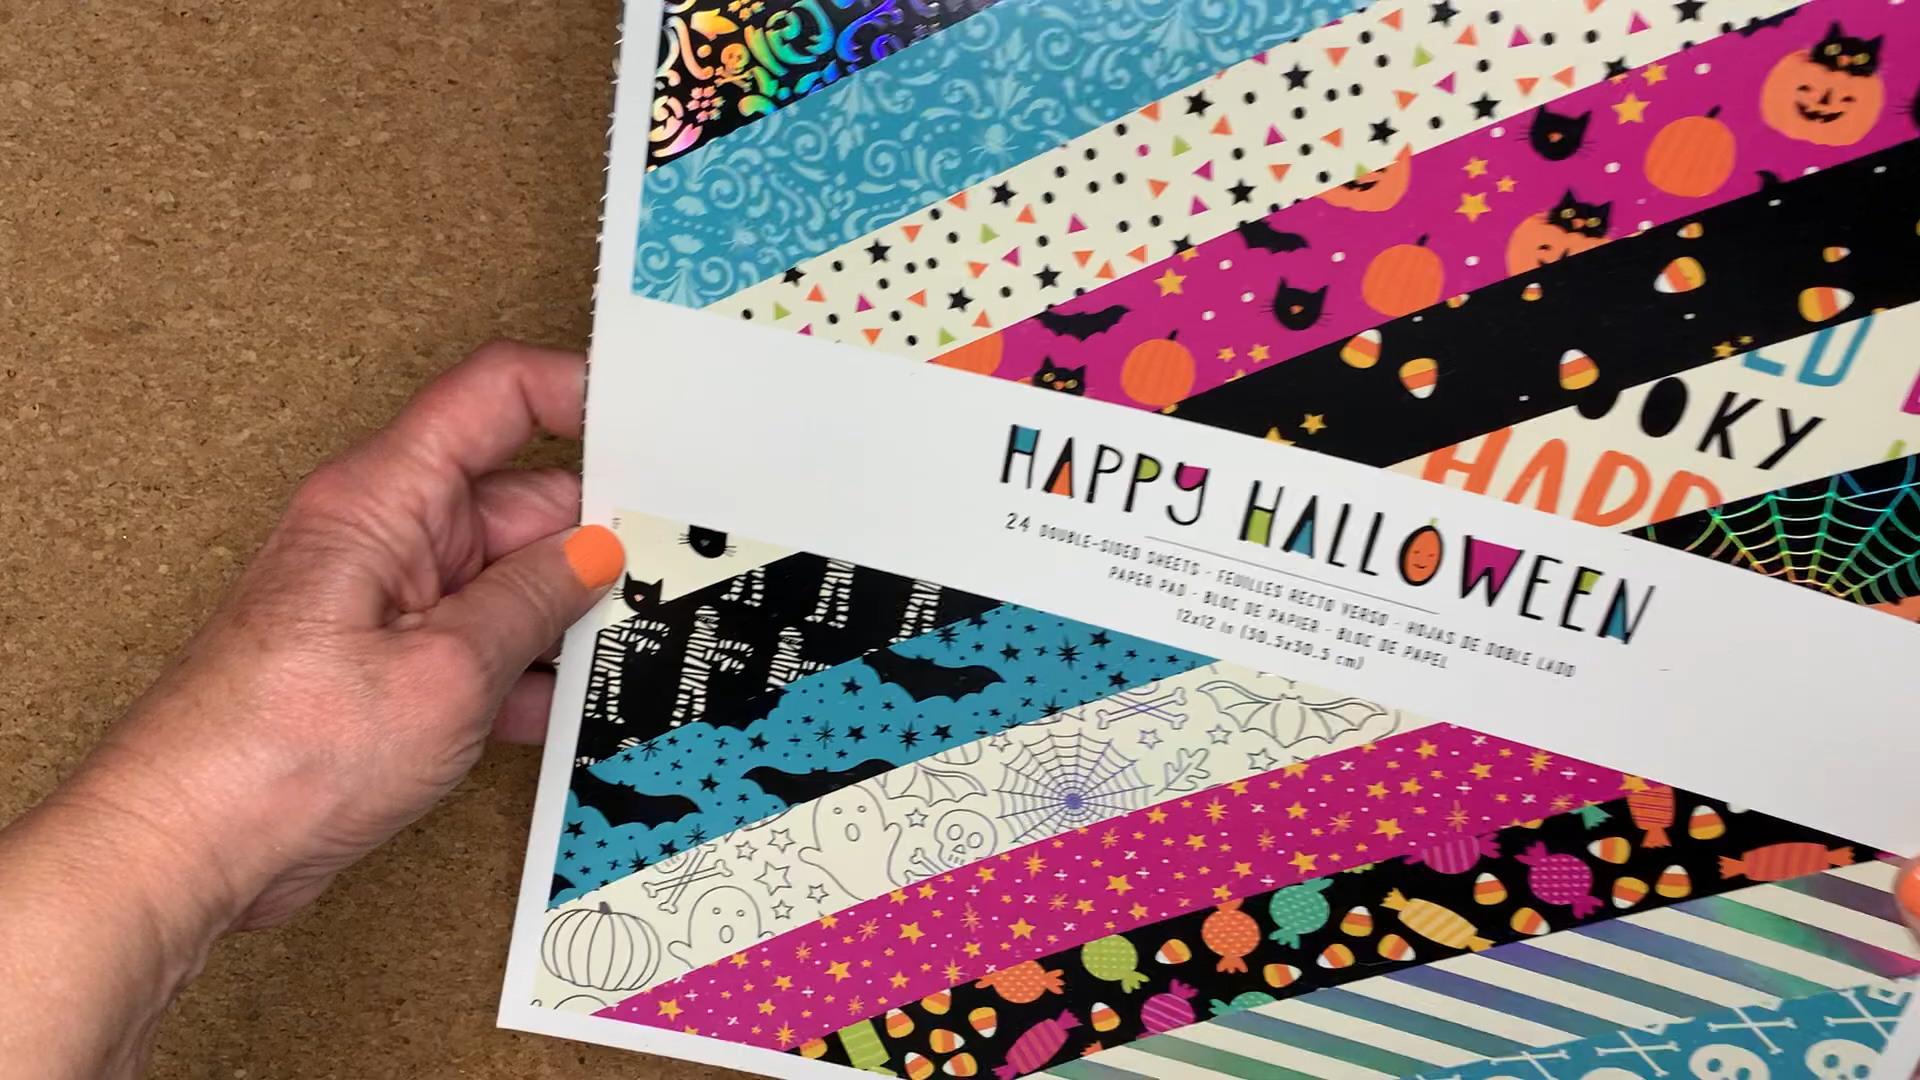 OOKY
HAPPY HALLOWEEN
24 DOUBLE-SIDED SHEETS - FEUILLES RECTO VERSO - HOJAS DE DOBLE LADO
PAPER PAD - BLOC DE PAPIER - BLOC DE PAPEL
12x12 in (30.5x30.5 cm)